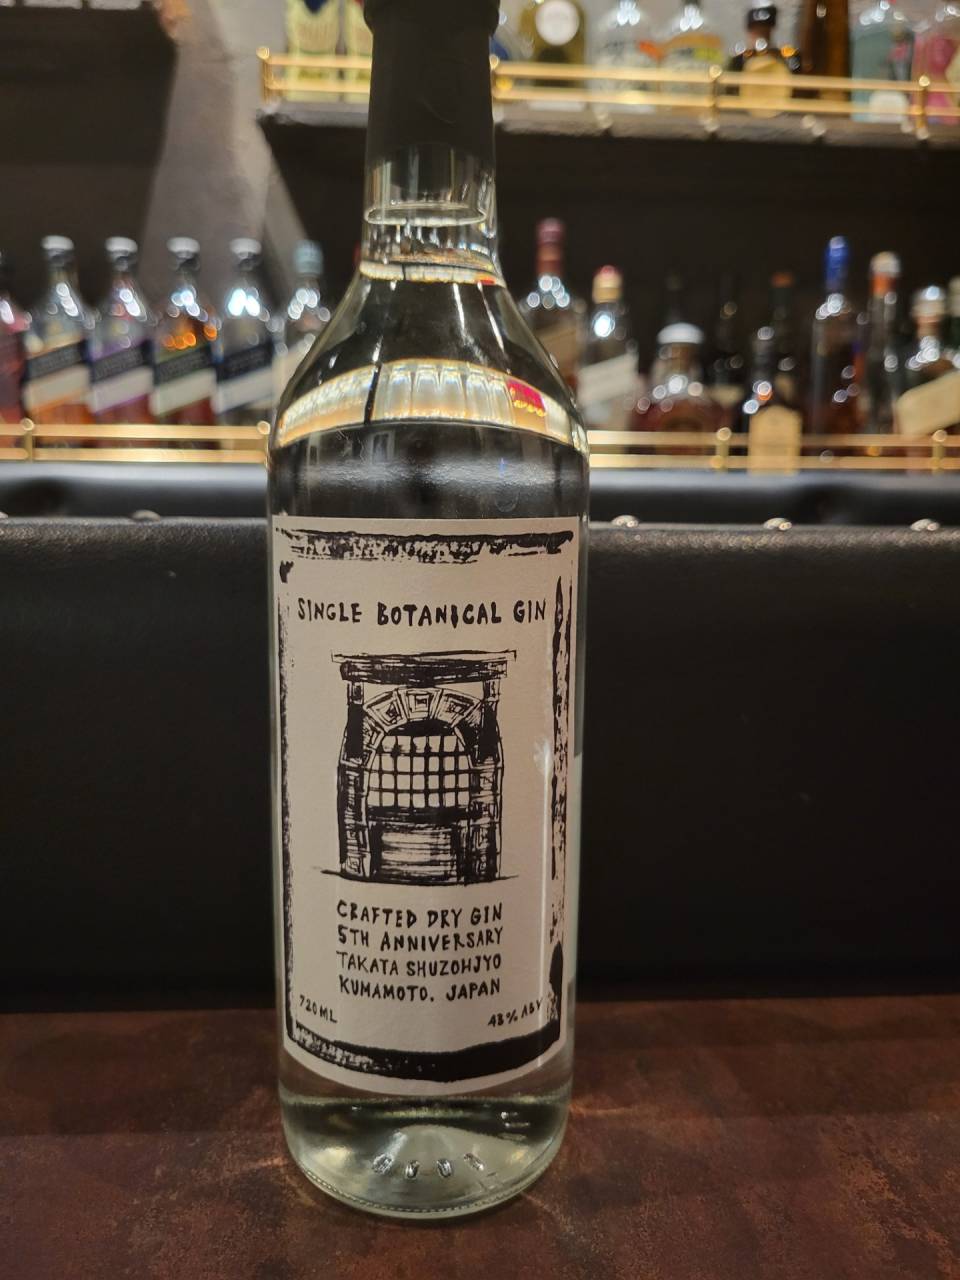 SINGLE BOTANICAL GIN
CRAFTED DRY GIN
5TH ANNIVERSARY
TAKATA SHUZOHJYO
KUMAMOTO. JAPAN
720ML
43% ABV